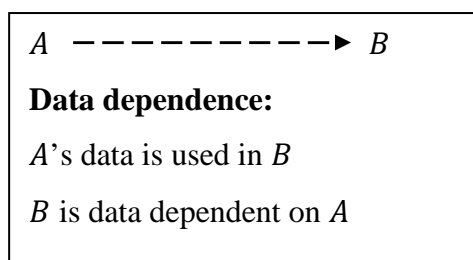 A B
Data dependence:
A’s data is used in B
B is data dependent on A